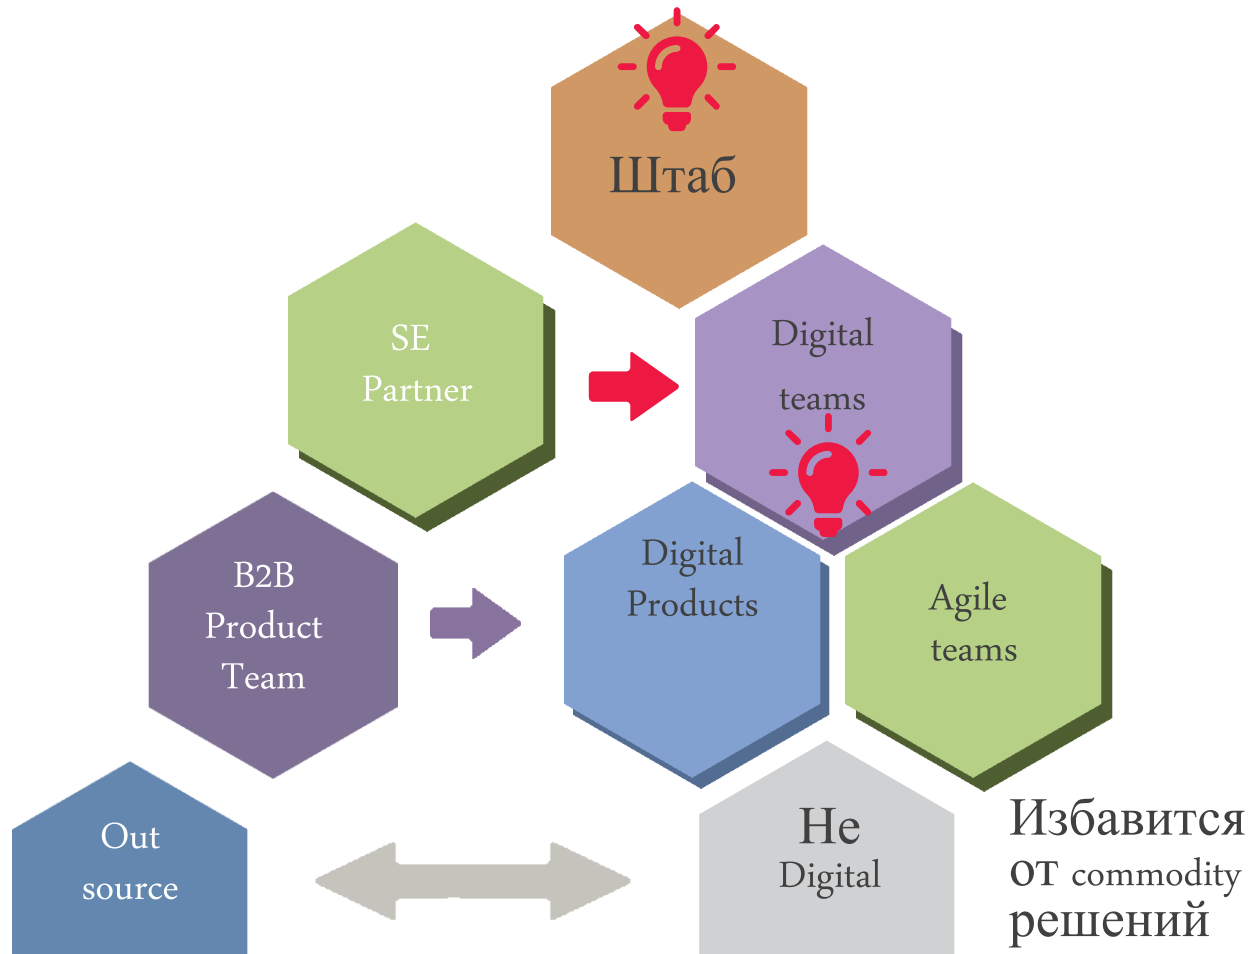 Штаб
SE
Partner
Digital
teams
B2B
Product
Team
Digital
Products
Agile
teams
Out
source
Не
Digital
Избавится
от commodity
решений